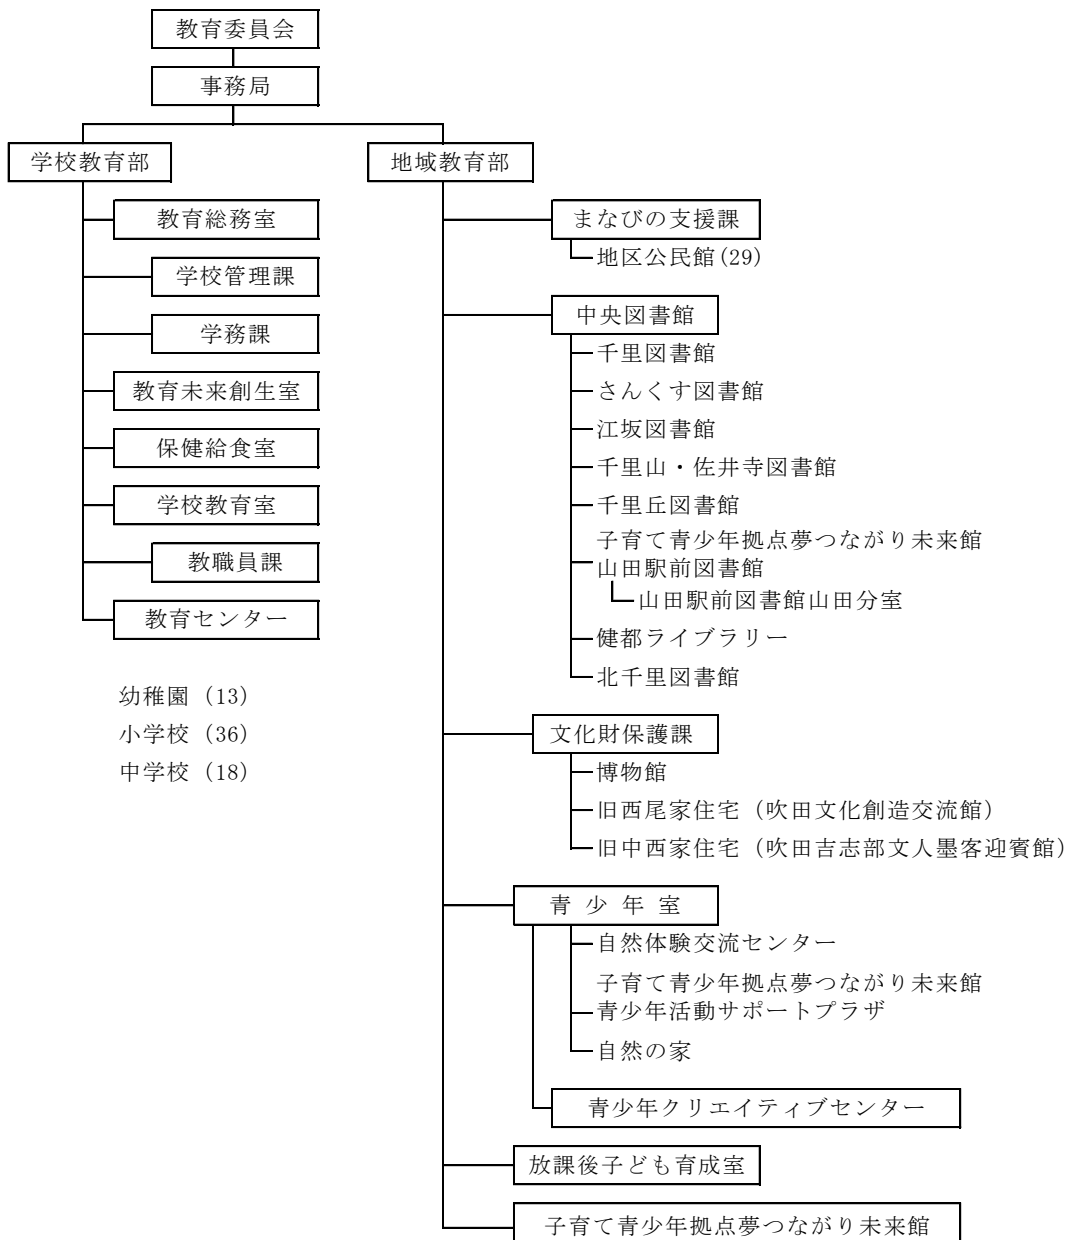 教育委員会
事務局
学校教育部
教育総務室
学校管理課
学務課
教育未来創生室
保健給食室
学校教育室
教職員課
教育センター
幼稚園（13）
小学校（36）
中学校（18）
地域教育部
まなびの支援課
地区公民館(29)
中央図書館
千里図書館
さんくす図書館
江坂図書館
千里山・佐井寺図書館
千里丘図書館
子育て青少年拠点夢つながり未来館
山田駅前図書館
山田駅前図書館山田分室
健都ライブラリー
北千里図書館
文化財保護課
博物館
旧西尾家住宅（吹田文化創造交流館）
旧中西家住宅（吹田吉志部文人墨客迎賓館）
青 少 年 室
自然体験交流センター
子育て青少年拠点夢つながり未来館
青少年活動サポートプラザ
自然の家
青少年クリエイティブセンター
放課後子ども育成室
子育て青少年拠点夢つながり未来館